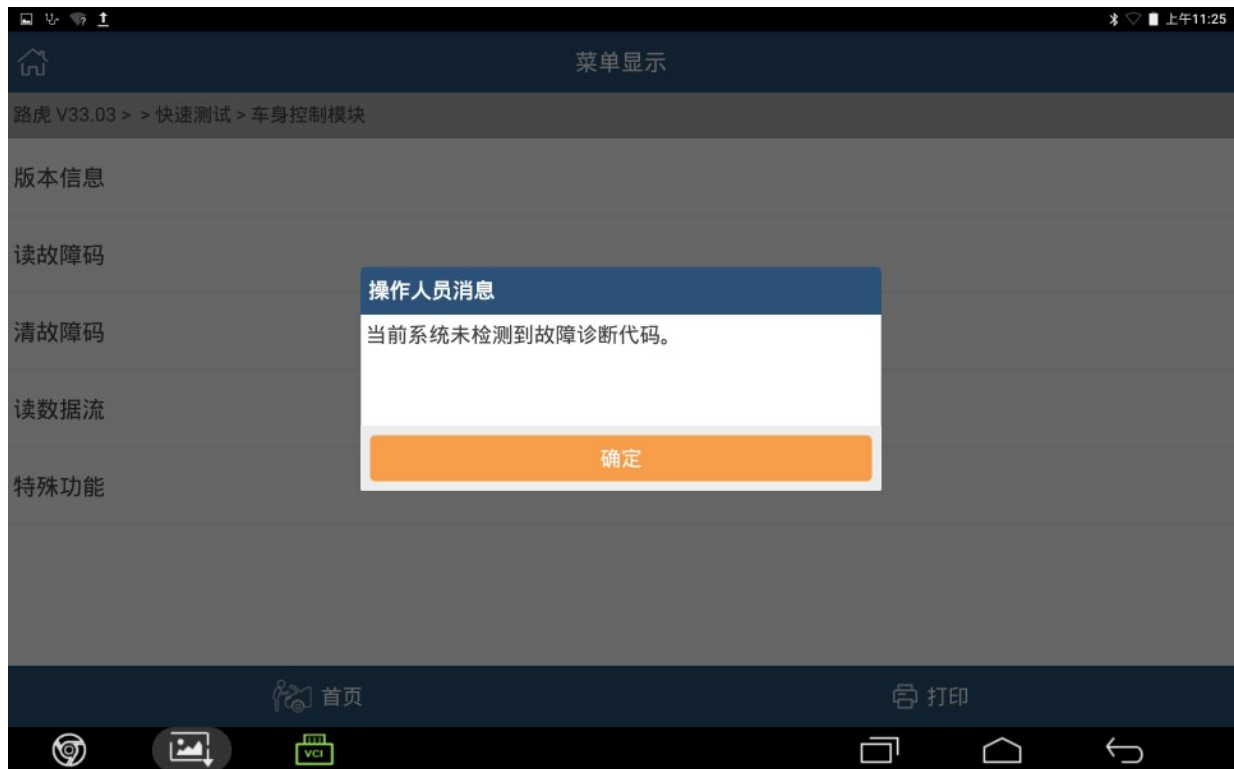 上午11:25
菜单显示
路虎 V33.03 > > 快速测试 > 车身控制模块
版本信息
读故障码
操作人员消息
当前系统未检测到故障诊断代码。
清故障码
读数据流
确定
特殊功能
首页
打印
VCI